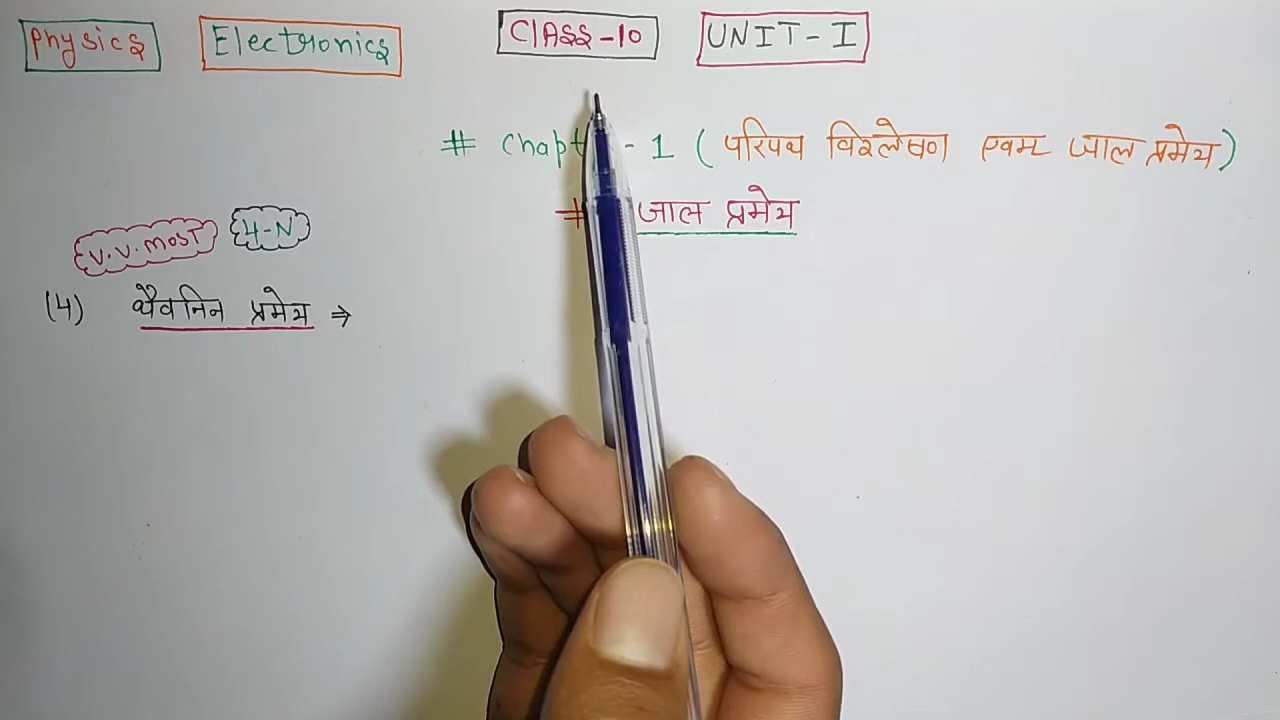 Physics Electronics CLASS-10 UNIT-I
# Chapt - 1 (परिपथ विश्लेषण एवम जाल प्रमेय)
# जाल प्रमेय
V.V.MOST 4-N
(4) थैवनिन प्रमेय ⇒